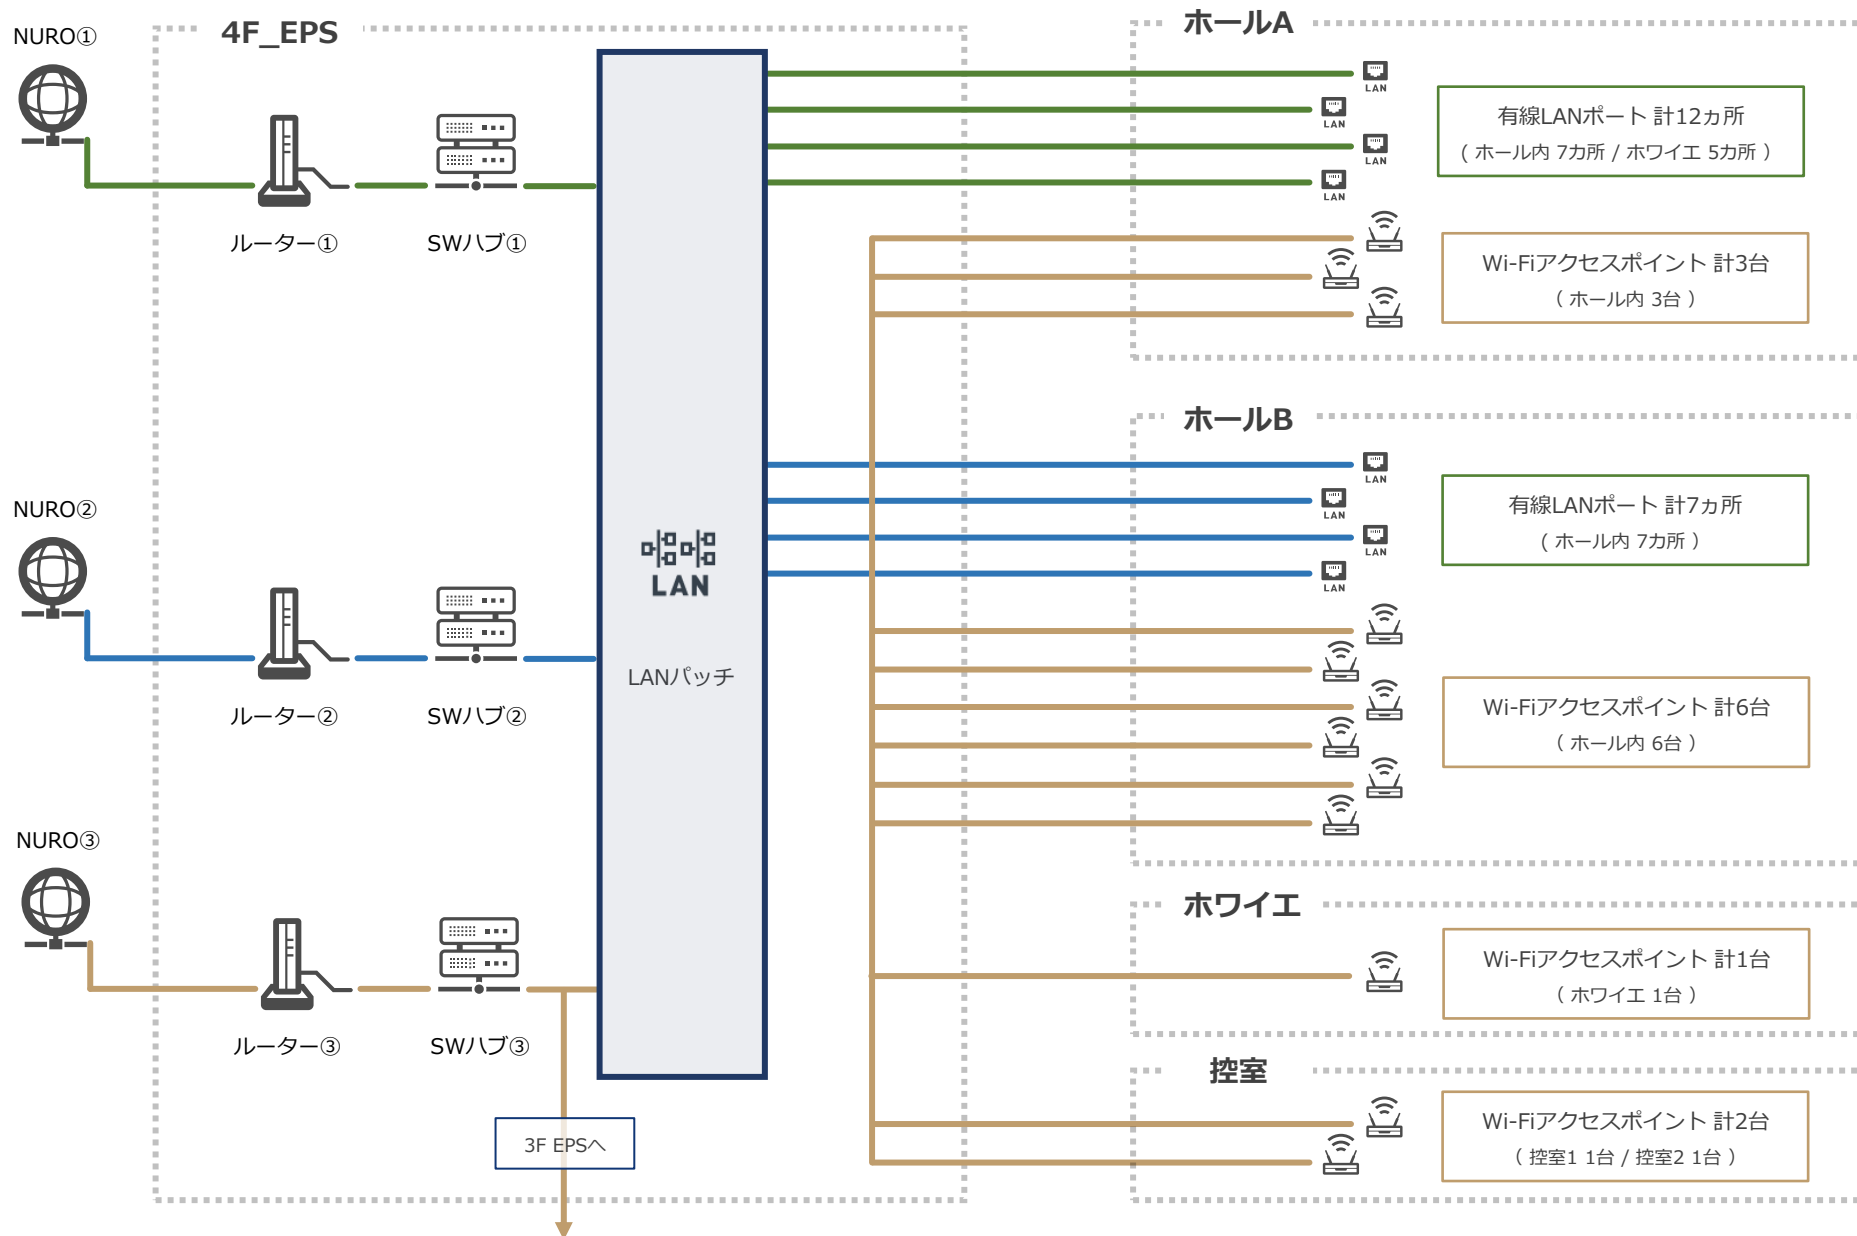 4F_EPS
NURO①
ルーター①
SWハブ①
NURO②
ルーター②
SWハブ②
NURO③
ルーター③
SWハブ③
LAN
LANパッチ
3F EPSへ
ホールA
LAN
LAN
LAN
LAN
有線LANポート 計12ヵ所
( ホール内 7カ所 / ホワイエ 5カ所 )
Wi-Fiアクセスポイント 計3台
( ホール内 3台 )
ホールB
LAN
LAN
LAN
LAN
有線LANポート 計7ヵ所
( ホール内 7カ所 )
Wi-Fiアクセスポイント 計6台
( ホール内 6台 )
ホワイエ
Wi-Fiアクセスポイント 計1台
( ホワイエ 1台 )
控室
Wi-Fiアクセスポイント 計2台
( 控室1 1台 / 控室2 1台 )